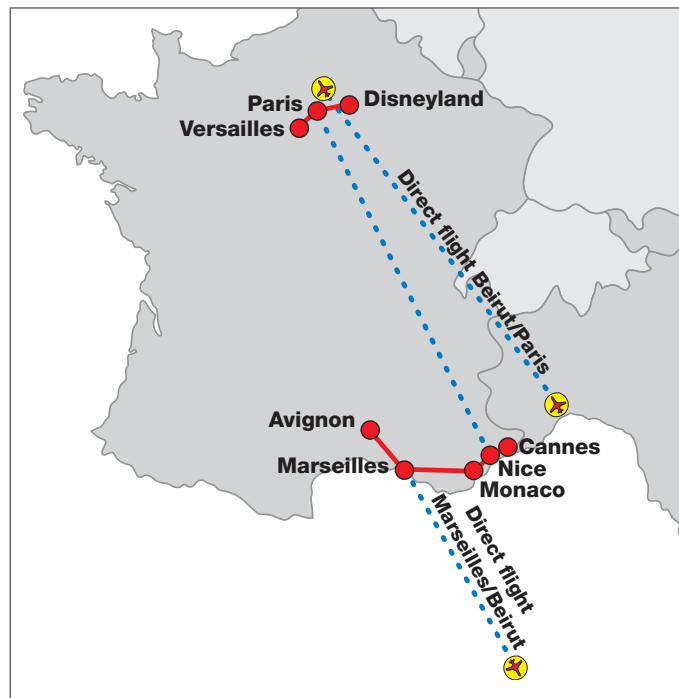 Paris
Disneyland
Versailles
Direct flight Beirut/Paris
Avignon
Cannes
Marseilles
Nice
Monaco
Direct flight
Marseilles/Beirut